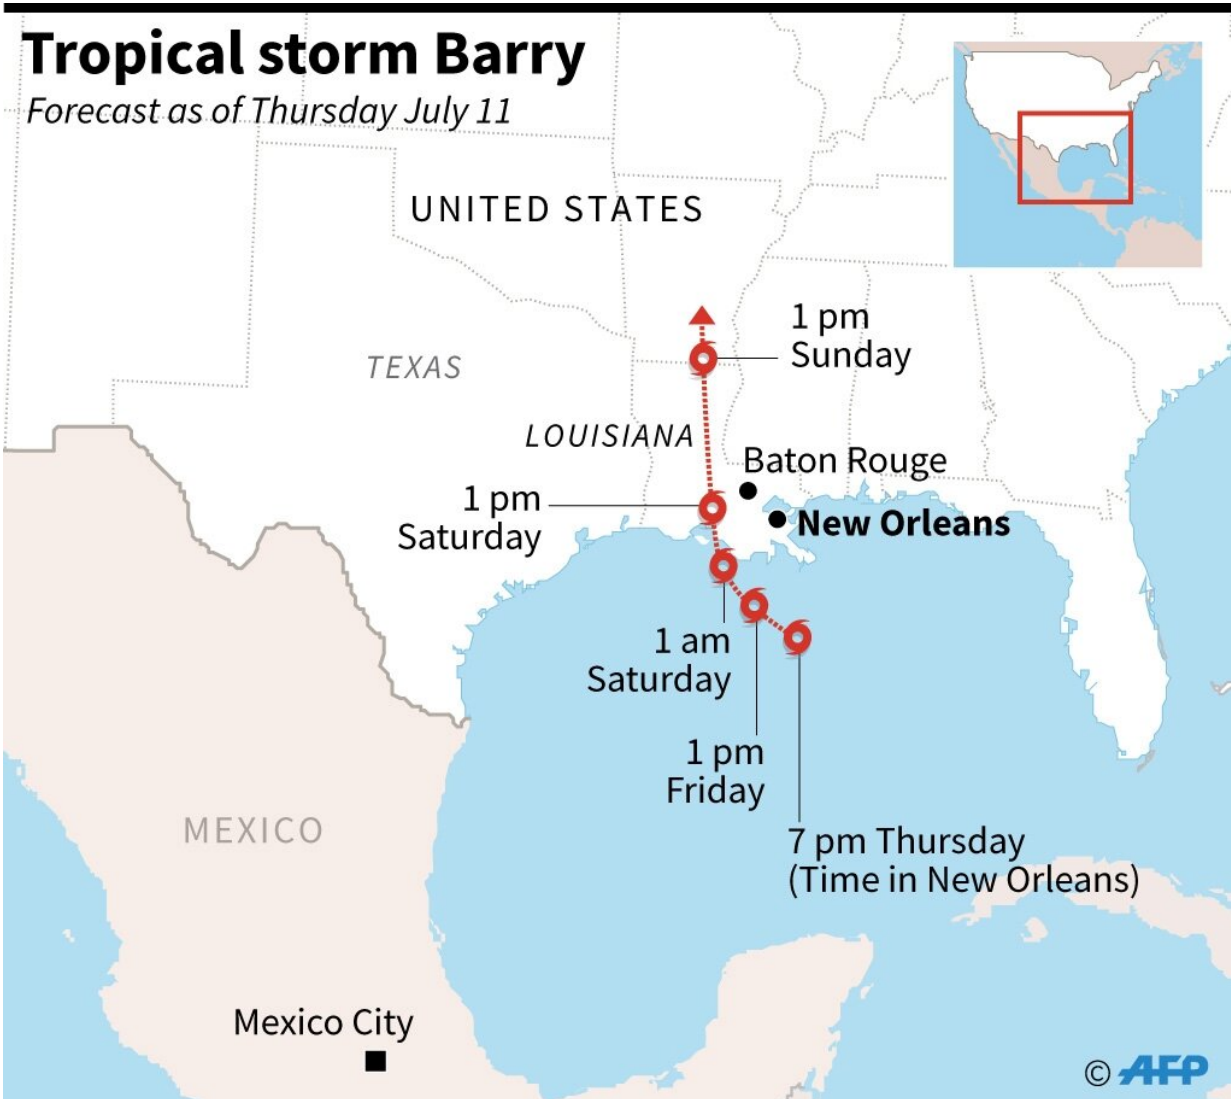 Tropical storm Barry
Forecast as of Thursday July 11
UNITED STATES
1 pm
Sunday
TEXAS
LOUISIANA
Baton Rouge
1 pm
Saturday
New Orleans
1 am
Saturday
1 pm
Friday
MEXICO
7 pm Thursday
(Time in New Orleans)
Mexico City
© AFP